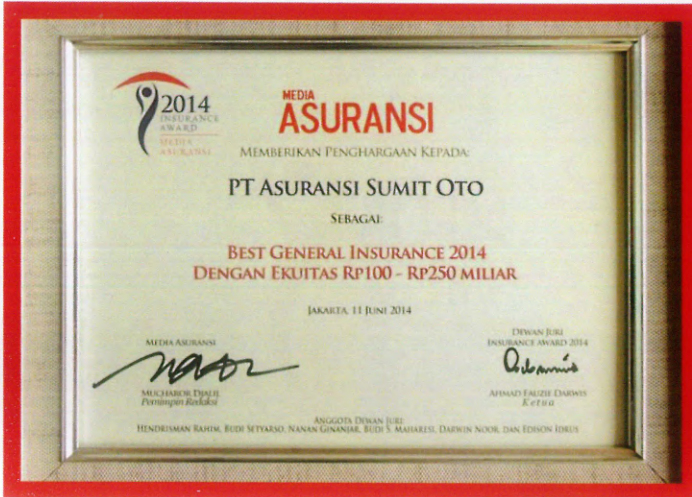 2014
INSURANCE
AWARD
MEDIA
ASURANSI
MEDIA
ASURANSI
MEMBERIKAN PENGHARGAAN KEPADA:
PT ASURANSI SUMIT OTO
SEBAGAI:
BEST GENERAL INSURANCE 2014
DENGAN EKUITAS RP100 - RP250 MILIAR
JAKARTA, 11 JUNI 2014
MEDIA ASURANSI
MUCHAROR DJALIL
Pemimpin Redaksi
DEWAN JURI
INSURANCE AWARD 2014
AHMAD FAUZIE DARWIS
Ketua
ANGGOTA DEWAN JURI:
HENDRISMAN RAHIM, BUDI SETYARSO, NANAN GINANJAR, BUDI S. MAHARESI, DARWIN NOOR, DAN EDISON IDRUS